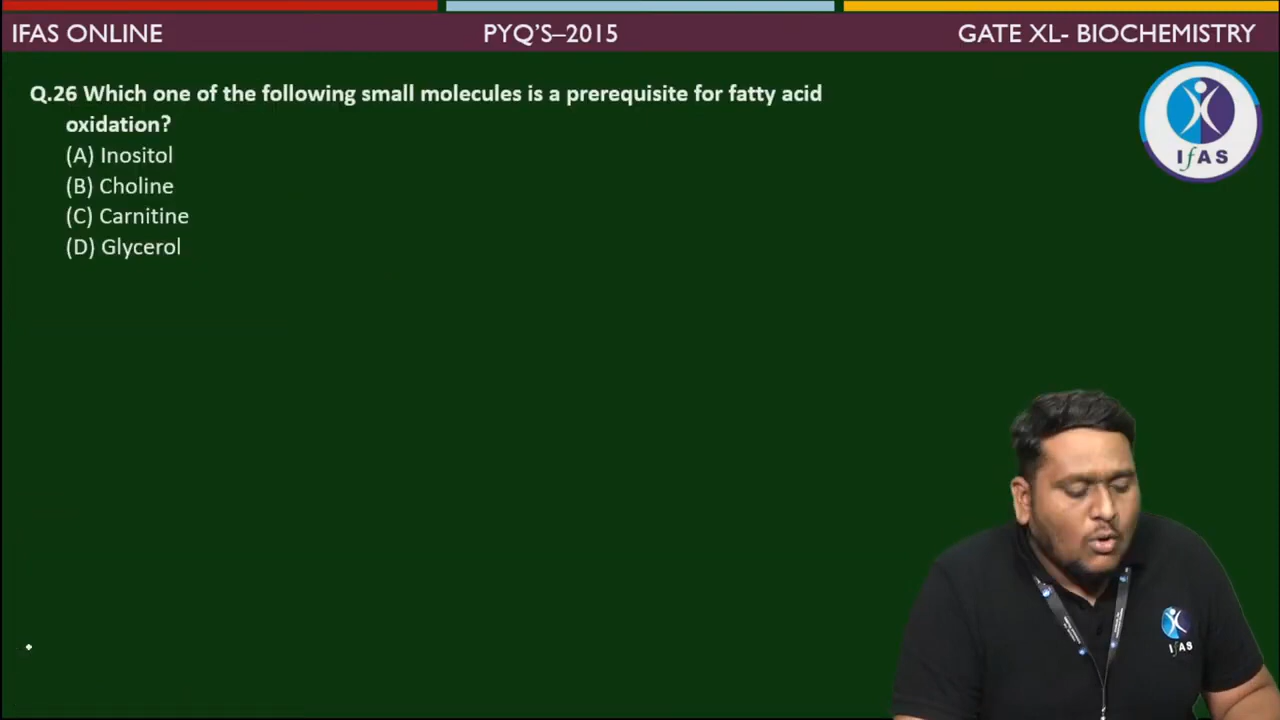 IFAS ONLINE
PYQ'S–2015
GATE XL- BIOCHEMISTRY
Q.26 Which one of the following small molecules is a prerequisite for fatty acid
oxidation?
(A) Inositol
(B) Choline
(C) Carnitine
(D) Glycerol
IfAS
IfAS